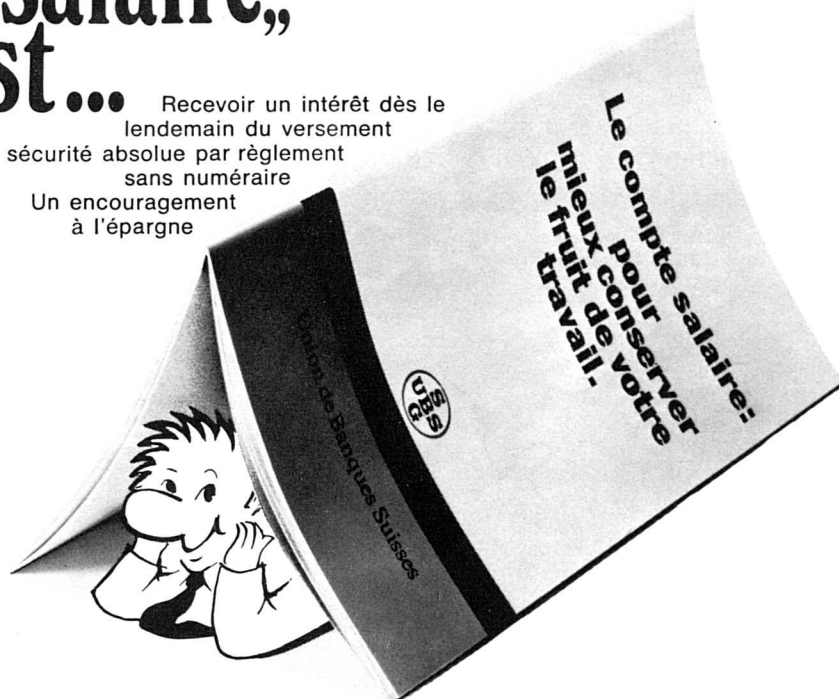 salaire„
st...
Recevoir un intérêt dès le
lendemain du versement
sécurité absolue par règlement
sans numéraire
Un encouragement
à l'épargne
Le compte salaire:
pour
mieux conserver
le fruit de votre
travail.
S
UBS
G
Union de Banques Suisses